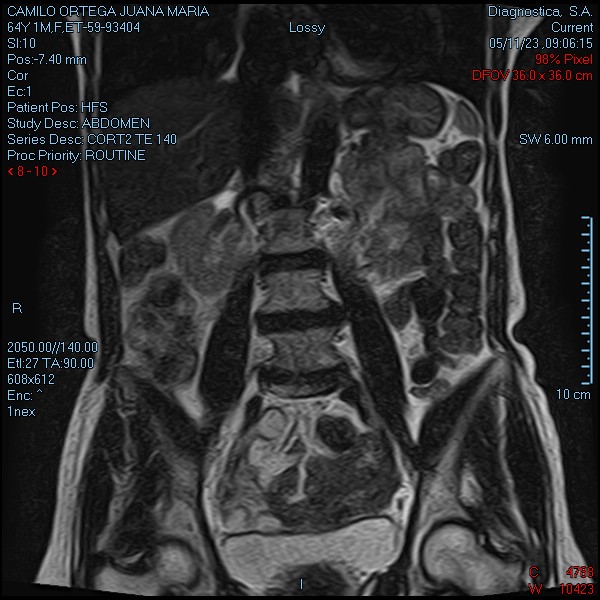 CAMILO ORTEGA JUANA MARIA
64Y 1M,F,ET-59-93404
Sl:10
Pos:-7.40 mm
Cor
Ec:1
Patient Pos: HFS
Study Desc: ABDOMEN
Series Desc: CORT2 TE 140
Proc Priority: ROUTINE
< 8 - 10 >
Lossy
Diagnostica, S.A.
Current
05/11/23 ,09:06:15
98% Pixel
DFOV 36.0 x 36.0 cm
SW 6.00 mm
R
2050.00//140.00
Etl:27 TA:90.00
608x612
Enc: ^
1nex
10 cm
I
C 4788
W 10423